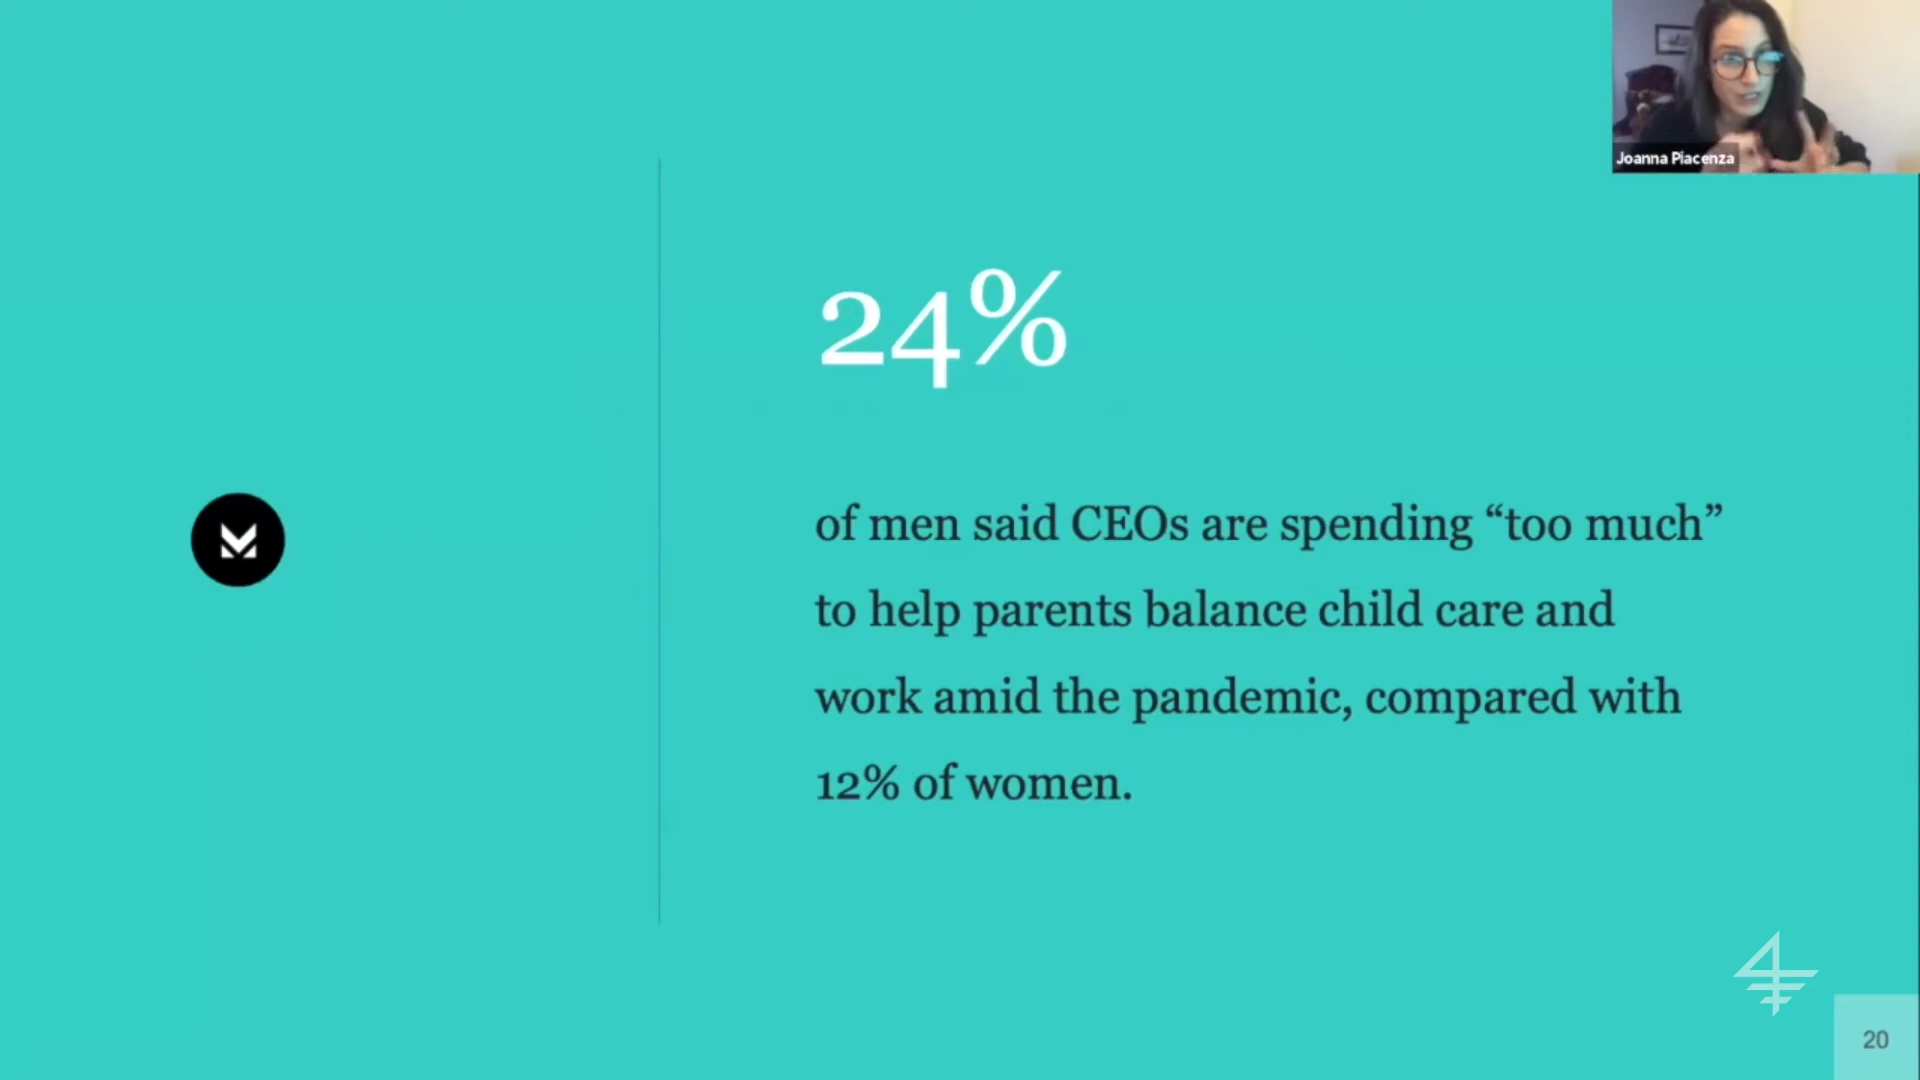 Joanna Piacenza
24%
of men said CEOs are spending “too much”
to help parents balance child care and
work amid the pandemic, compared with
12% of women.
20